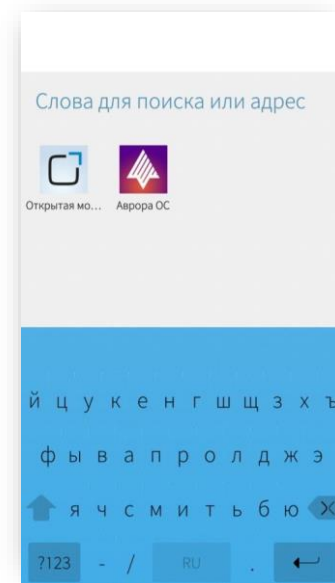 Слова для поиска или адрес
Открытая мо... Аврора ОС
й ц у к е н г ш щ з х ъ
ф ы в а п р о л д ж э
я ч с м и т ь б ю
?123 - / RU .